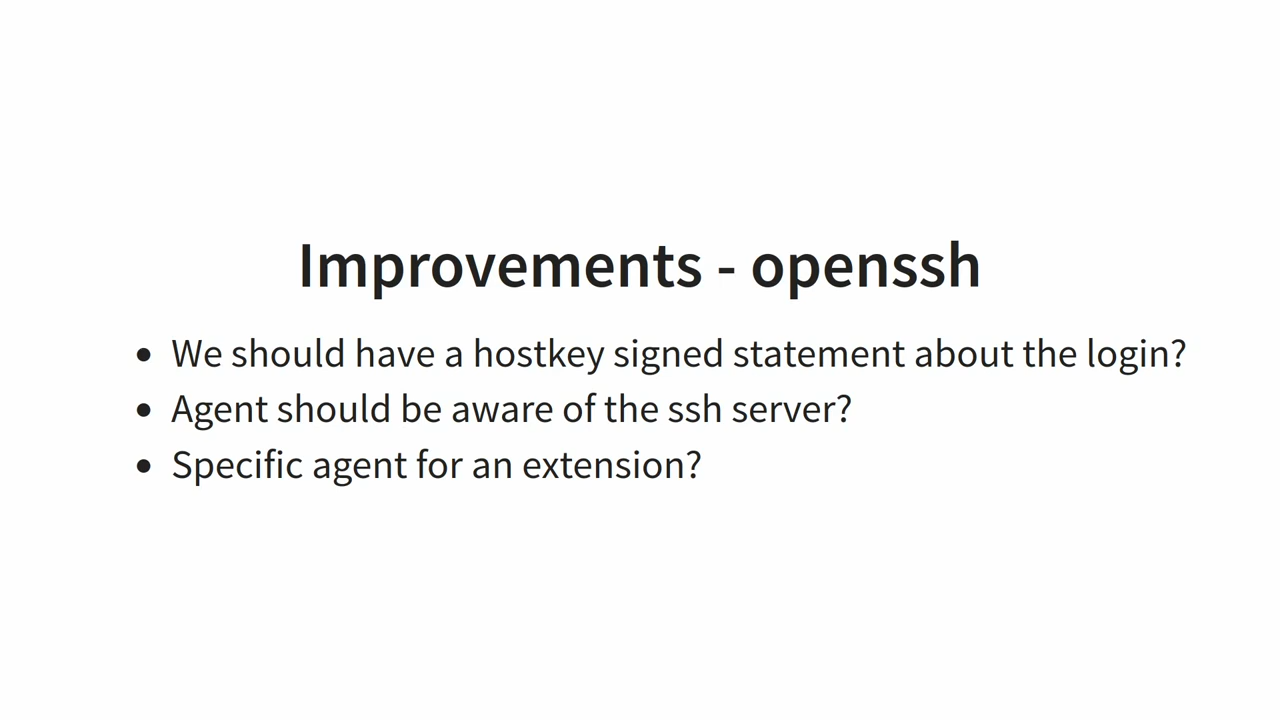 Improvements - openssh
• We should have a hostkey signed statement about the login?
• Agent should be aware of the ssh server?
• Specific agent for an extension?